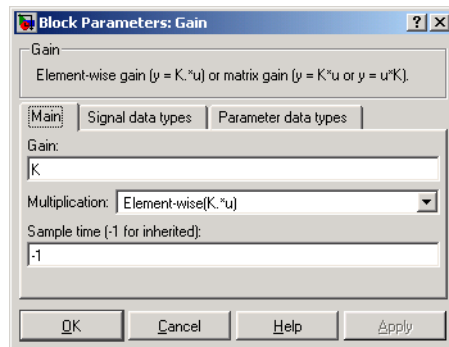 Block Parameters: Gain
Gain
Element-wise gain (y = K.*u) or matrix gain (y = K*u or y = u*K).
Main Signal data types Parameter data types
Gain:
K
Multiplication: Element-wise(K.*u)
Sample time (-1 for inherited):
-1
OK Cancel Help Apply